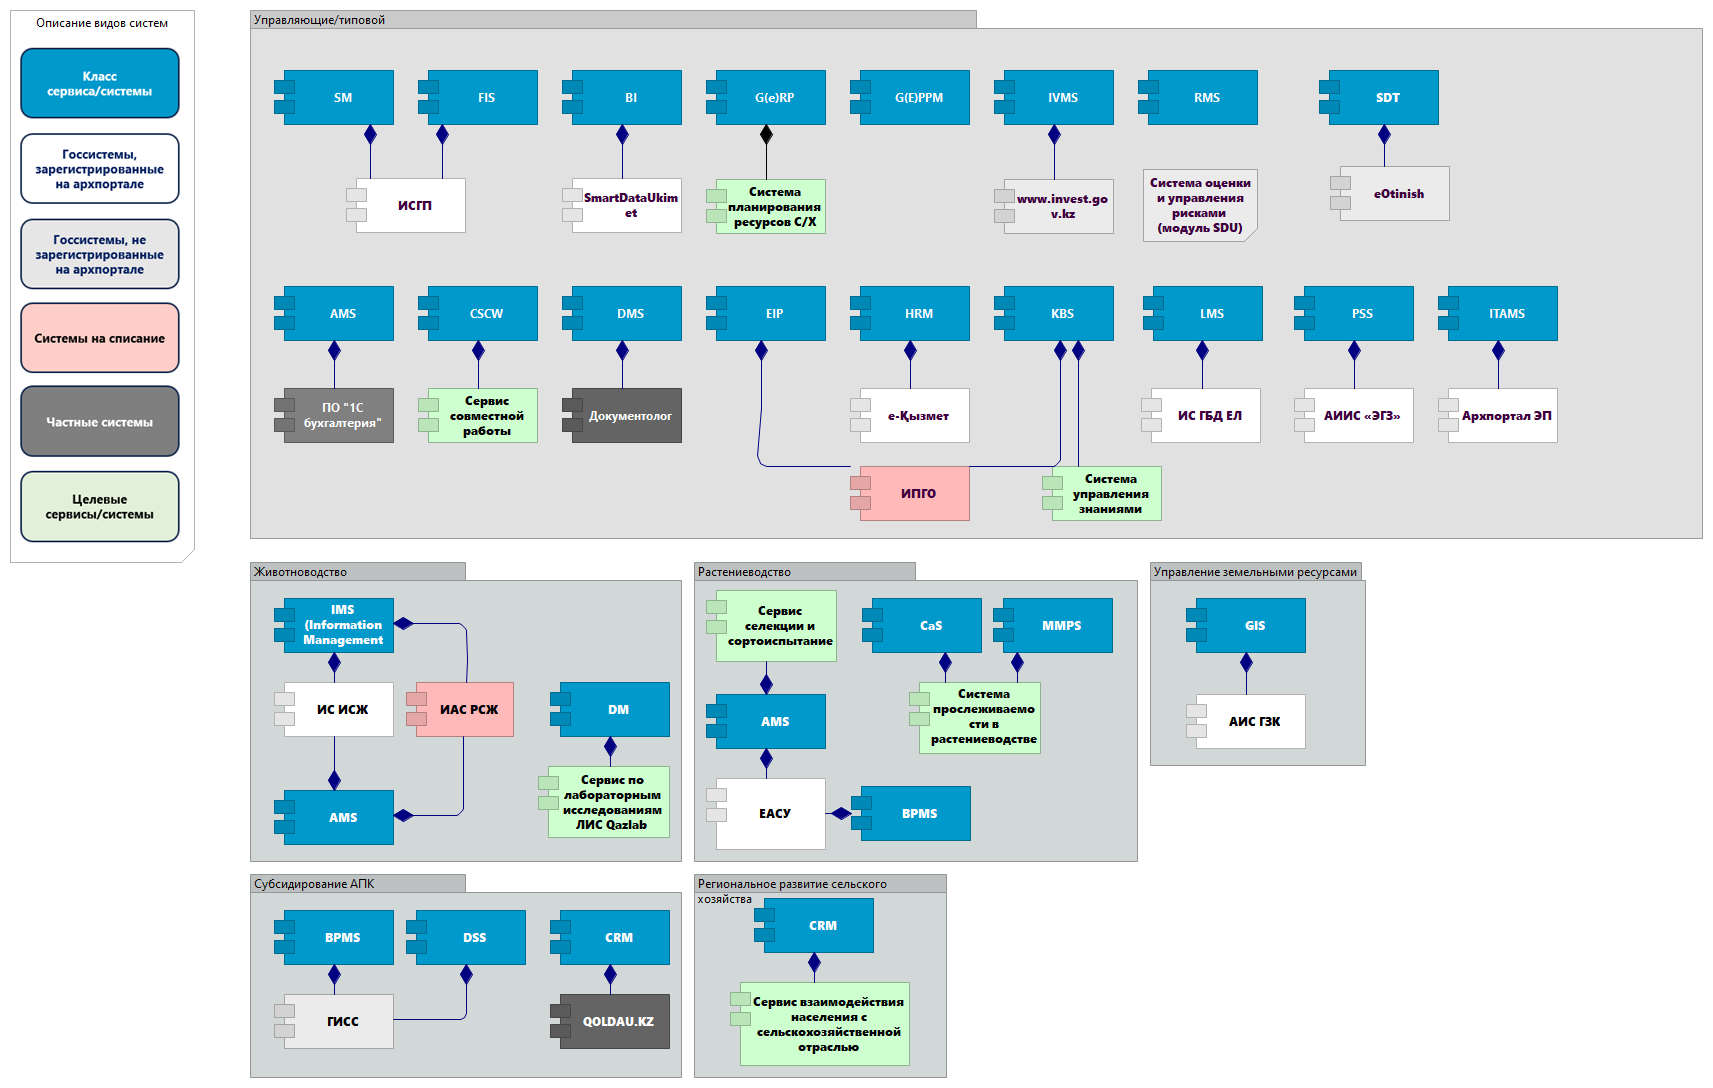 Описание видов систем
Класс
сервиса/системы
Госсистемы,
зарегистрированные
на архпортале
Госсистемы, не
зарегистрированные
на архпортале
Системы на списание
Частные системы
Целевые
сервисы/системы
Управляющие/типовой
SM
FIS
BI
G(e)RP
G(E)PPM
IVMS
RMS
SDT
ИСГП
SmartDataUkim
et
Система
планирования
ресурсов С/Х
www.invest.go
v.kz
Система оценки
и управления
рисками
(модуль SDU)
eOtinish
AMS
CSCW
DMS
EIP
HRM
KBS
LMS
PSS
ITAMS
ПО "1С
бухгалтерия"
Сервис
совместной
работы
Документолог
е-Қызмет
ИС ГБД ЕЛ
АИИС «ЭГЗ»
Архпортал ЭП
ИПГО
Система
управления
знаниями
Животноводство
IMS
(Information
Management
ИС ИСЖ
ИАС РСЖ
DM
AMS
Сервис по
лабораторным
исследованиям
ЛИС Qazlab
Растениеводство
Сервис
селекции и
сортоиспытание
CaS
MMPS
AMS
Система
прослеживаемо
сти в
растениеводстве
ЕАСУ
BPMS
Управление земельными ресурсами
GIS
АИС ГЗК
Субсидирование АПК
BPMS
DSS
CRM
ГИСС
QOLDAU.KZ
Региональное развитие сельского
хозяйства
CRM
Сервис взаимодействия
населения с
сельскохозяйственной
отраслью